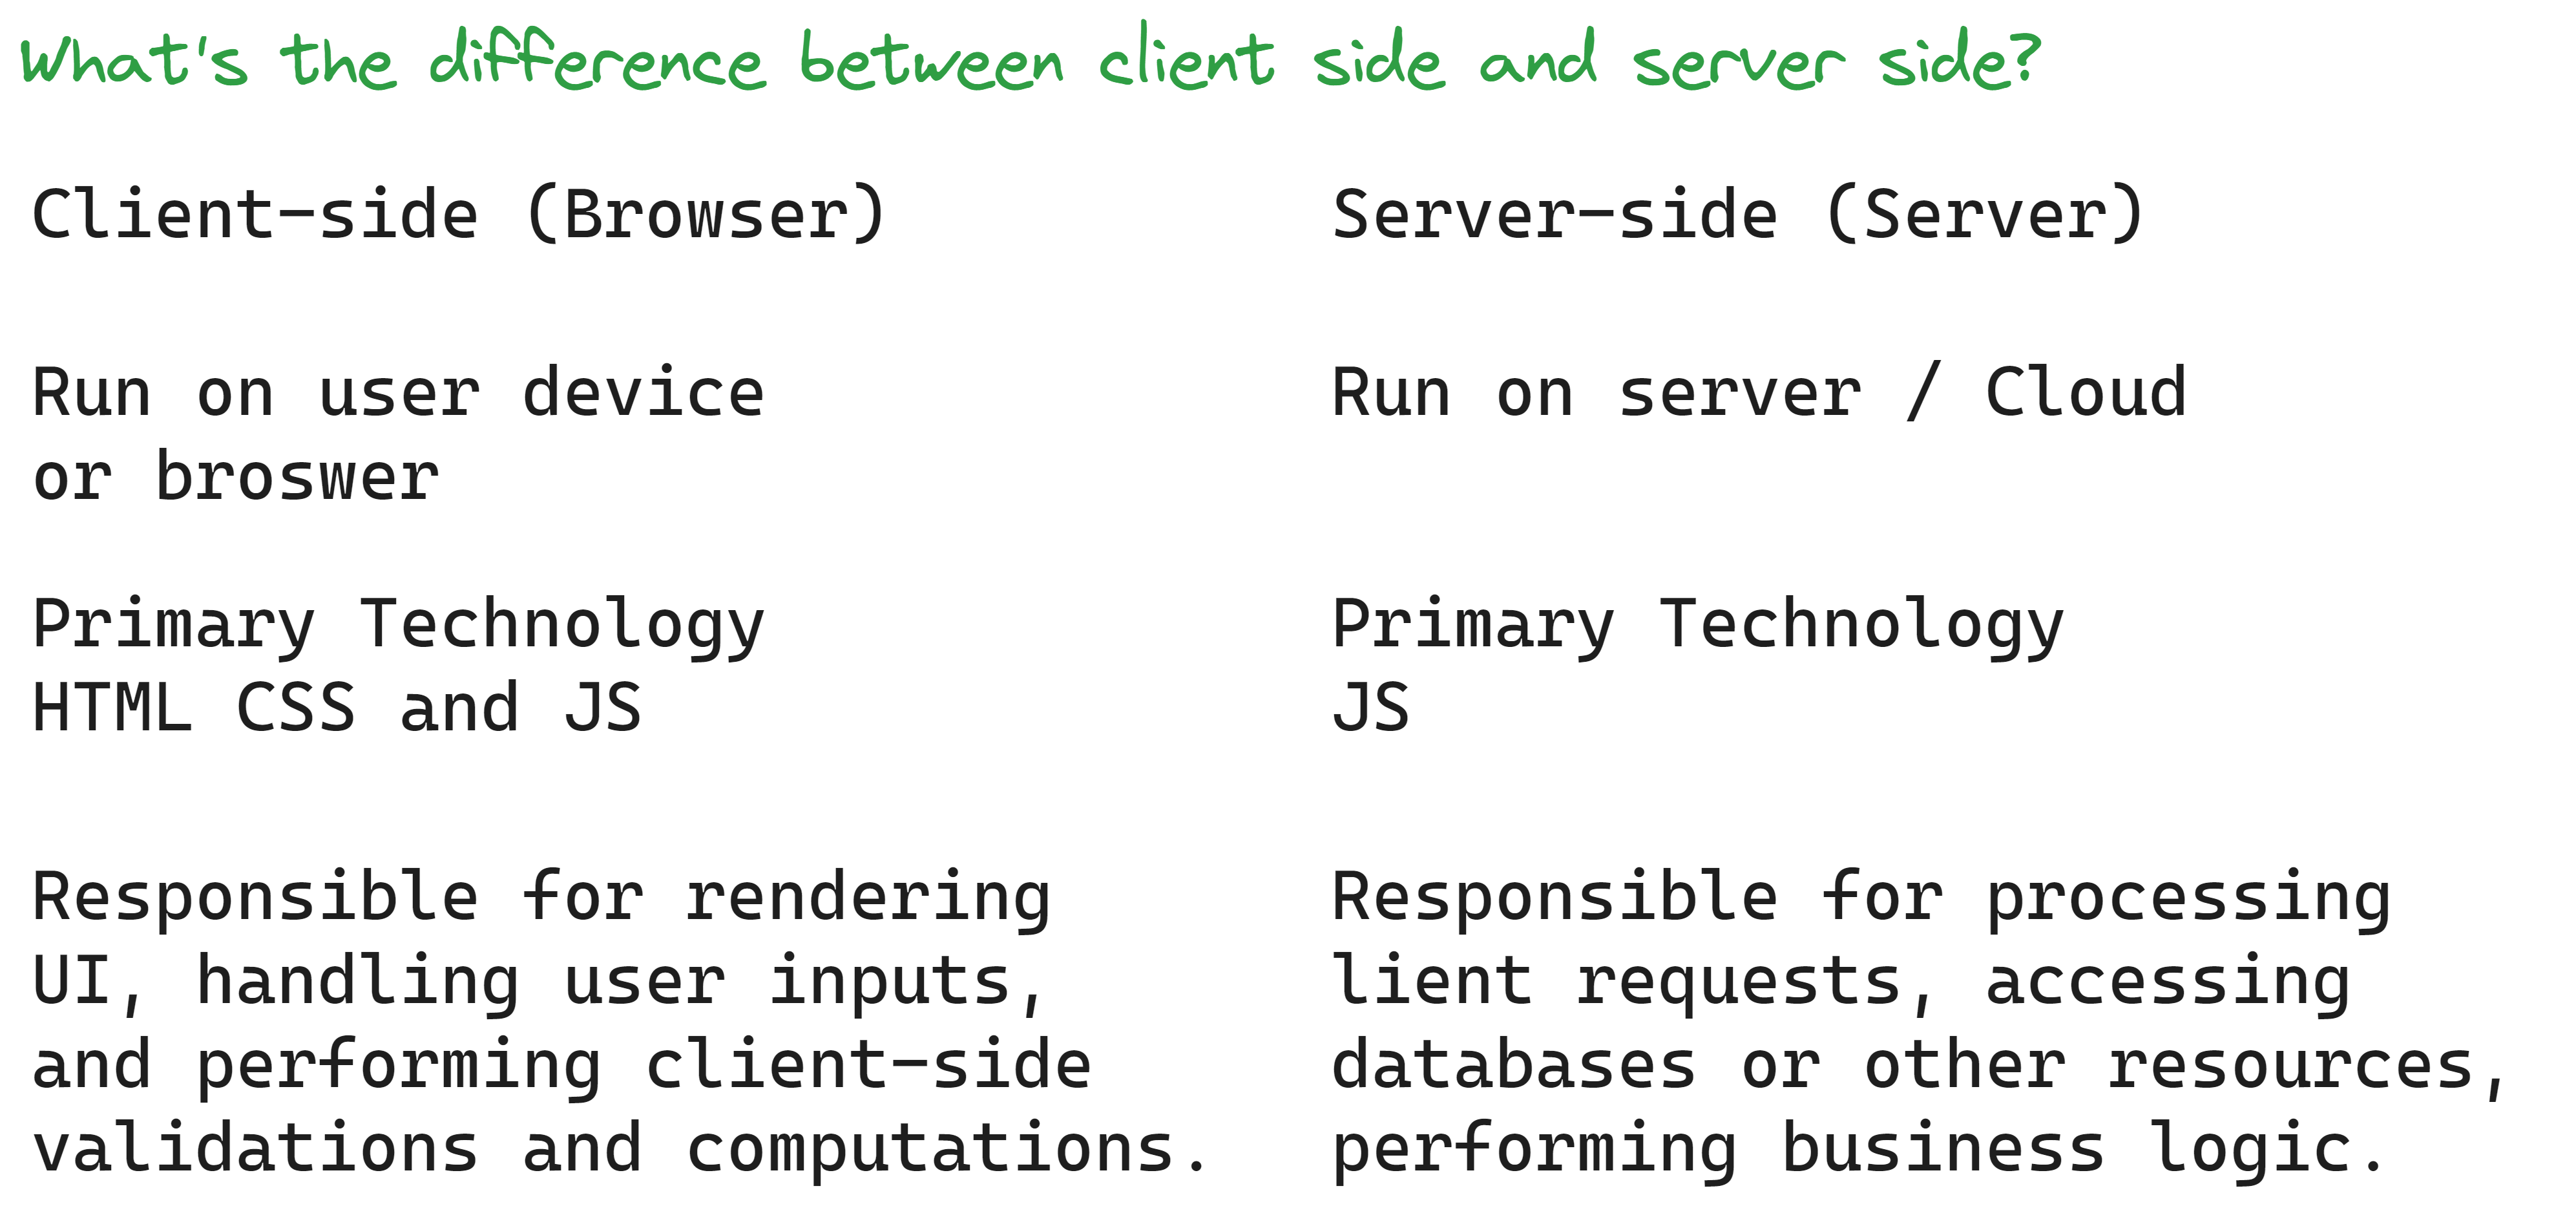 What's the difference between client side and server side?
Client-side (Browser)
Server-side (Server)
Run on user device
or broswer
Run on server / Cloud
Primary Technology
HTML CSS and JS
Primary Technology
JS
Responsible for rendering
UI, handling user inputs,
and performing client-side
validations and computations.
Responsible for processing
lient requests, accessing
databases or other resources,
performing business logic.